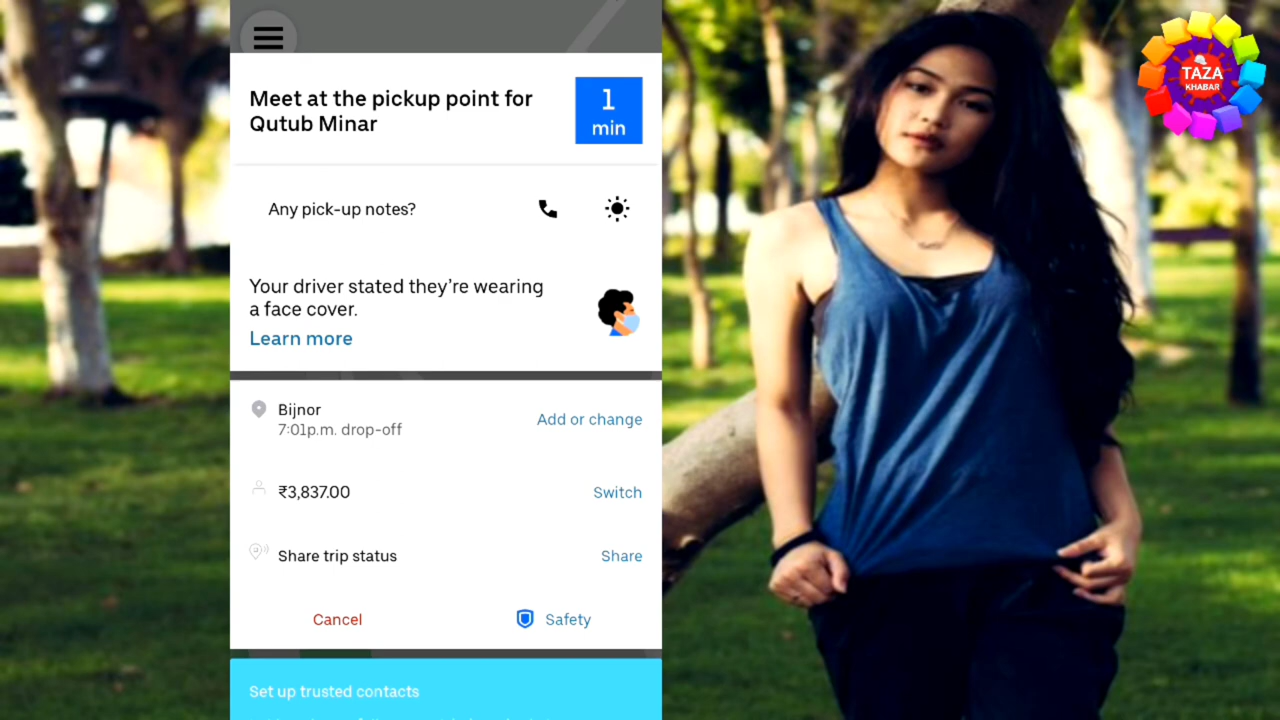 Meet at the pickup point for
Qutub Minar
1
min
Any pick-up notes?
Your driver stated they're wearing
a face cover.
Learn more
Bijnor
7:01p.m. drop-off
Add or change
₹3,837.00
Switch
Share trip status
Share
Cancel
Safety
Set up trusted contacts
TAZA
KHABAR